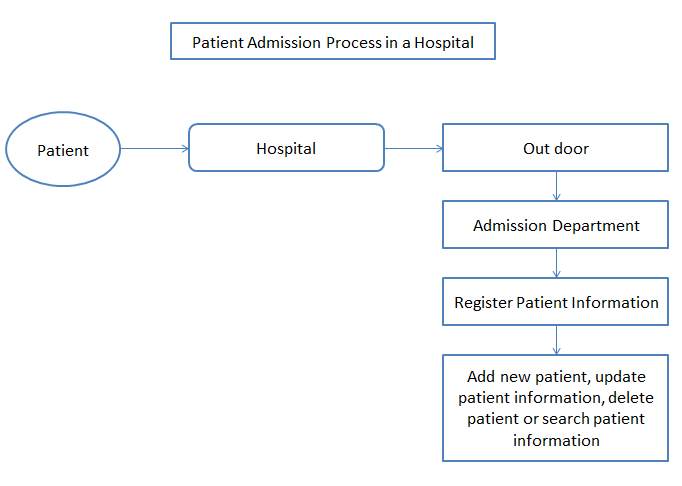 Patient Admission Process in a Hospital
Patient
Hospital
Out door
Admission Department
Register Patient Information
Add new patient, update
patient information, delete
patient or search patient
information